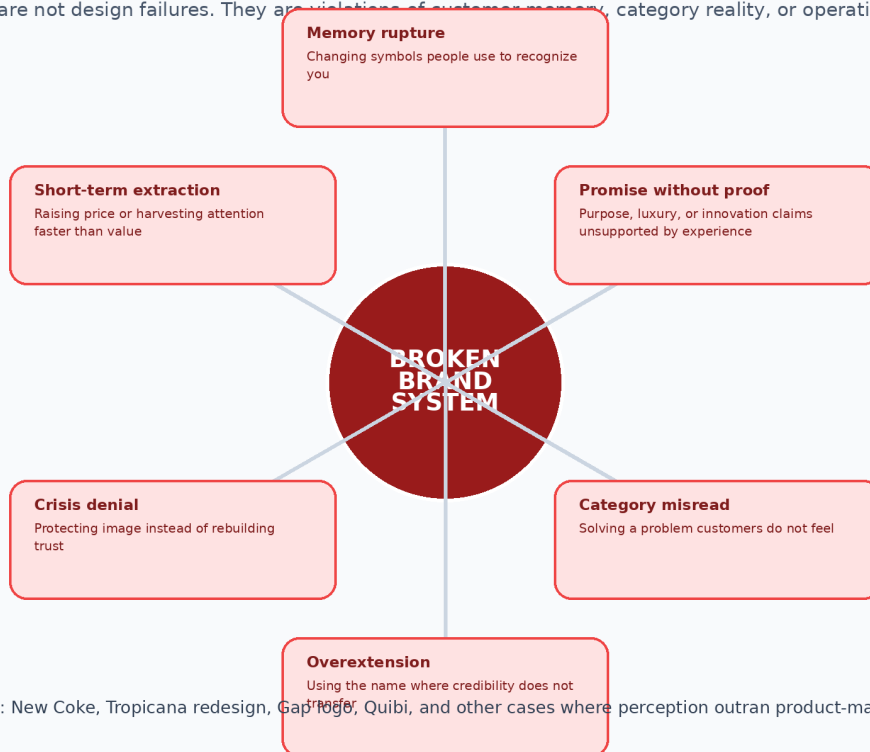 are not design failures. They are violations of customer memory, category reality, or operati
Memory rupture
Changing symbols people use to recognize
you
Short-term extraction
Raising price or harvesting attention
faster than value
Promise without proof
Purpose, luxury, or innovation claims
unsupported by experience
BROKEN
BRAND
SYSTEM
Crisis denial
Protecting image instead of rebuilding
trust
Category misread
Solving a problem customers do not feel
Overextension
Using the name where credibility does not
transfer
: New Coke, Tropicana redesign, Gap logo, Quibi, and other cases where perception outran product-ma